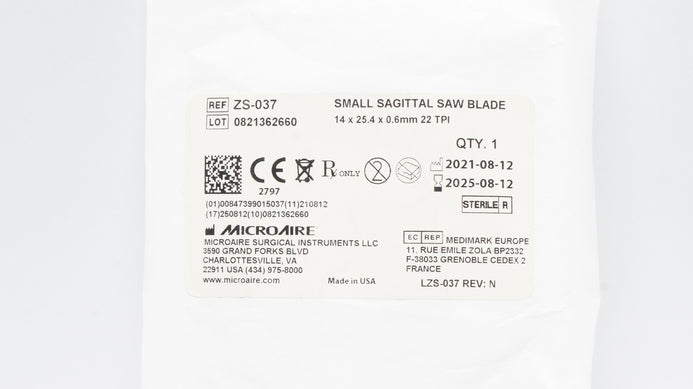 REF ZS-037
LOT 0821362660
SMALL SAGITTAL SAW BLADE
14 x 25.4 x 0.6mm 22 TPI
QTY. 1
2021-08-12
2025-08-12
STERILE R
CE
2797
R ONLY
2
(01)00847399015037(11)210812
(17)250812(10)0821362660
MICROAIRE
MICROAIRE SURGICAL INSTRUMENTS LLC
3590 GRAND FORKS BLVD
CHARLOTTESVILLE, VA
22911 USA (434) 975-8000
www.microaire.com
Made in USA
EC REP MEDIMARK EUROPE
11, RUE EMILE ZOLA BP2332
F-38033 GRENOBLE CEDEX 2
FRANCE
LZS-037 REV: N